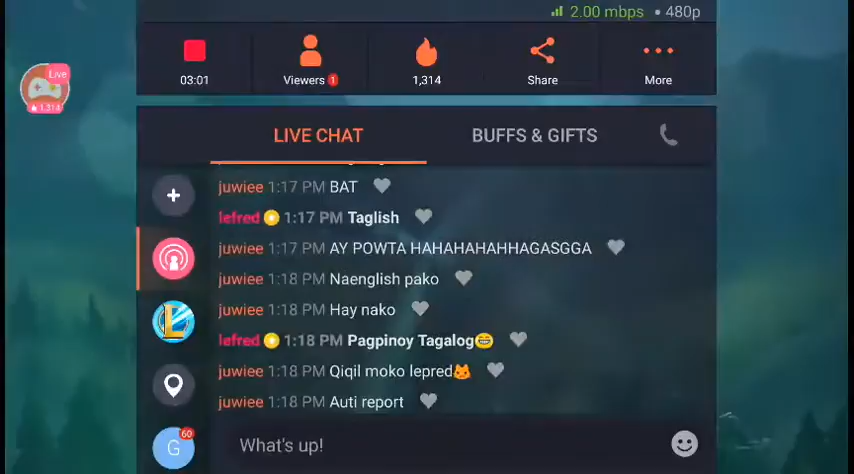 2.00 mbps • 480p
Live
1,314
03:01
Viewers 1
1,314
Share
More
LIVE CHAT
BUFFS & GIFTS
juwiee 1:17 PM BAT
lefred 1:17 PM Taglish
juwiee 1:17 PM AY POWTA HAHAHAHAHHAGASGGA
juwiee 1:18 PM Naenglish pako
juwiee 1:18 PM Hay nako
lefred 1:18 PM Pagpinoy Tagalog😁
juwiee 1:18 PM Qiqil moko lepred🐱
juwiee 1:18 PM Auti report
L
G 60
What's up!